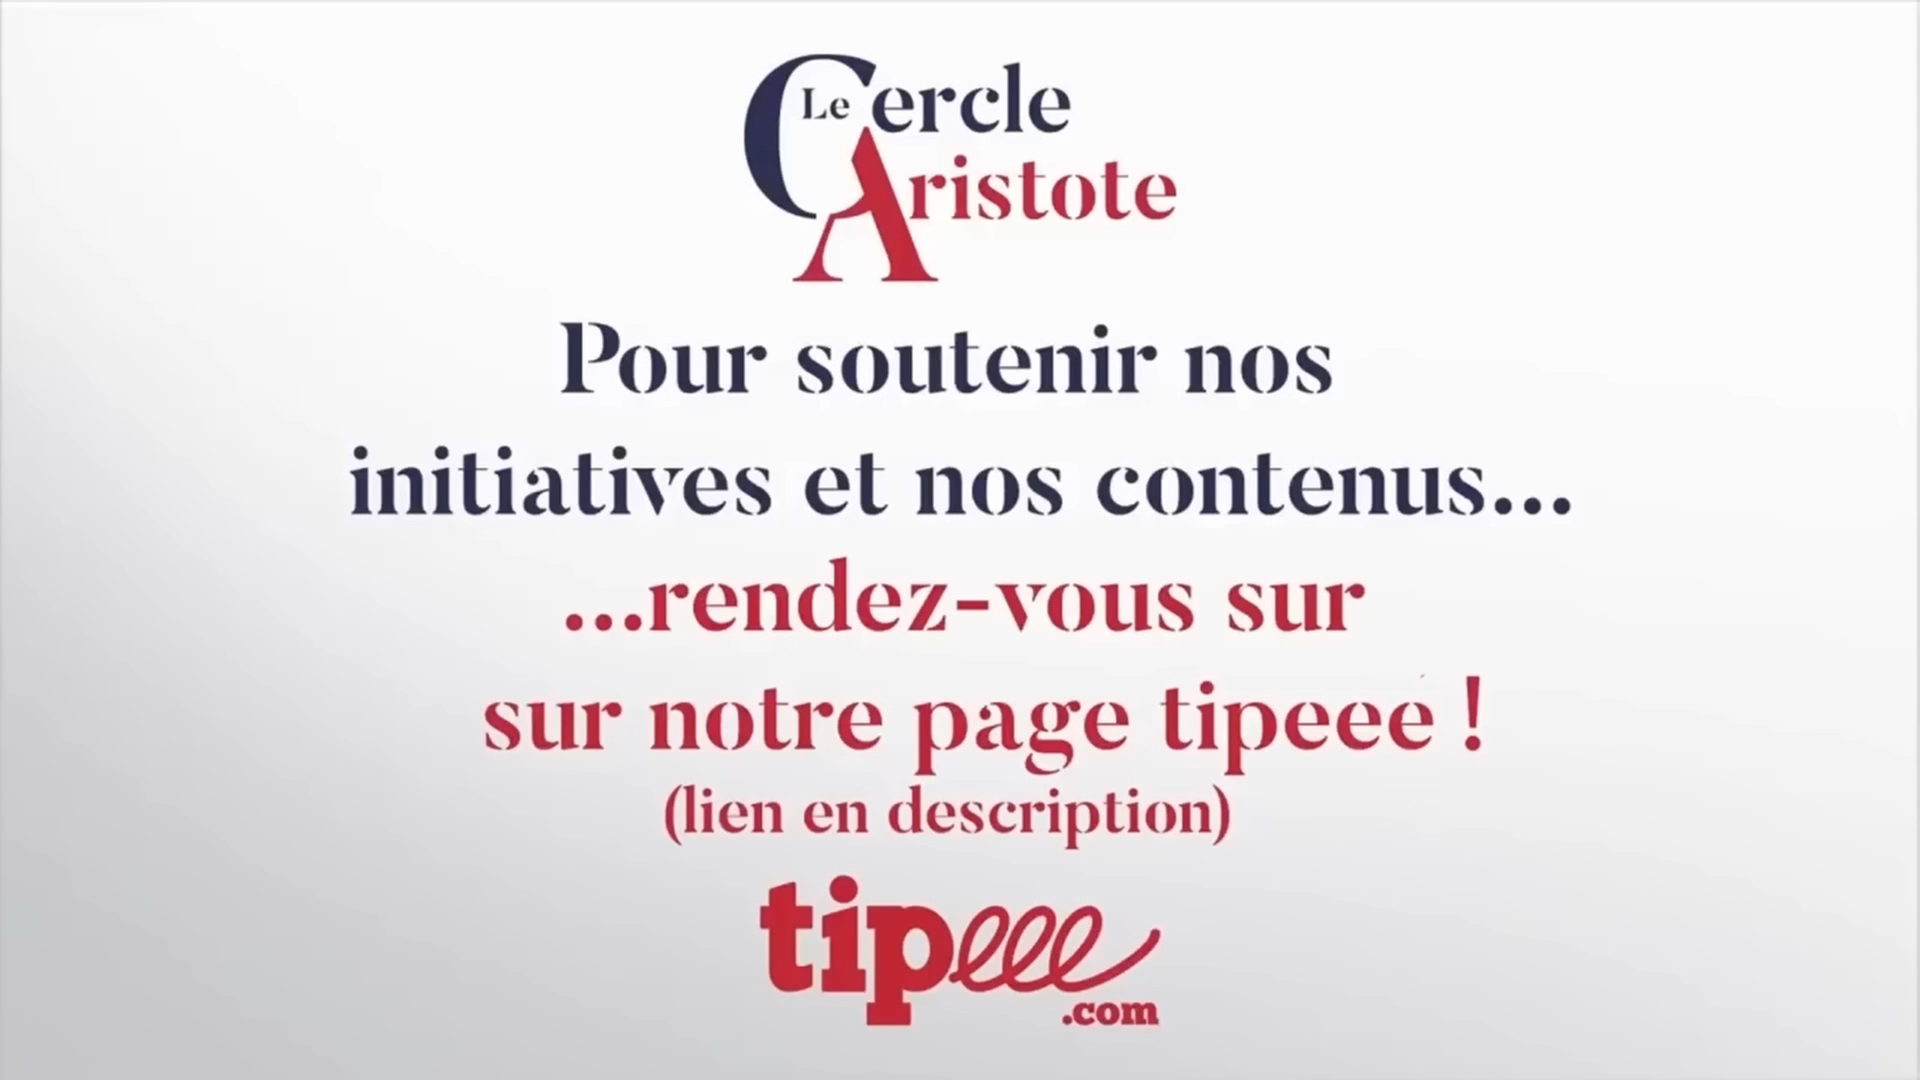 Le Cercle
Aristote
Pour soutenir nos
initiatives et nos contenus...
...rendez-vous sur
sur notre page tipeee !
(lien en description)
tipeee
.com